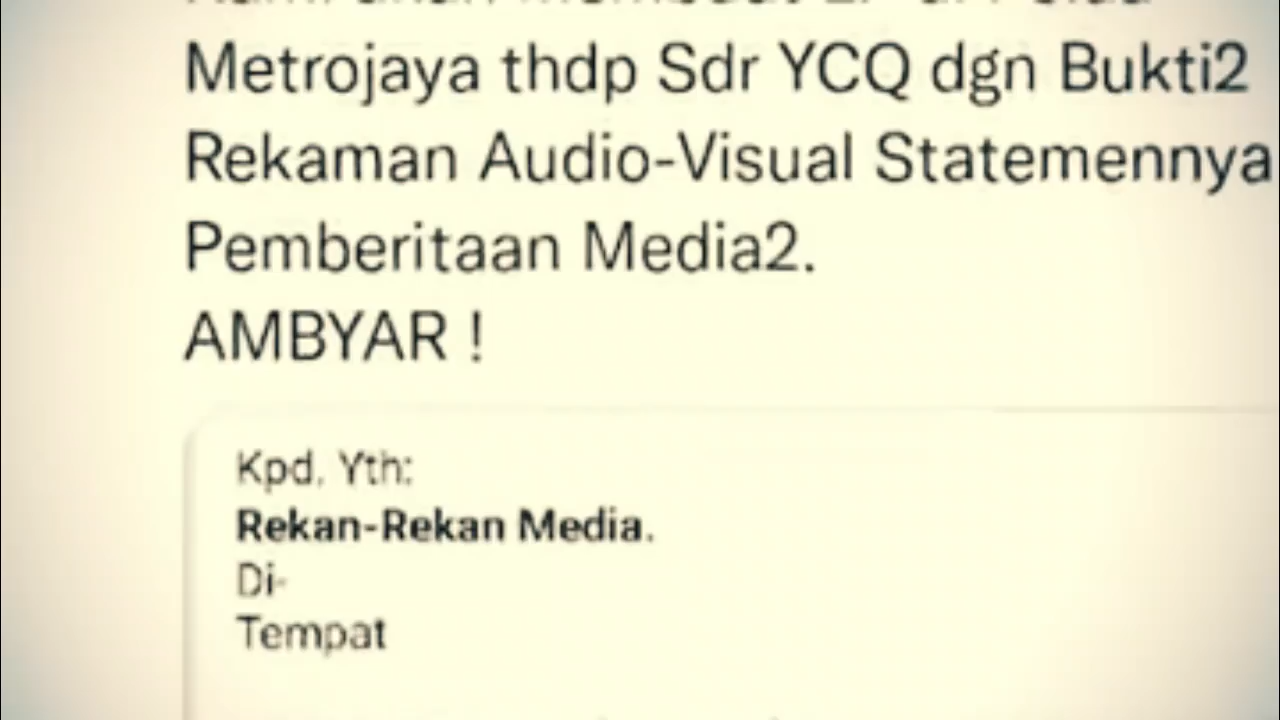 Metrojaya thdp Sdr YCQ dgn Bukti2
Rekaman Audio-Visual Statemennya
Pemberitaan Media2.
AMBYAR !
Kpd. Yth:
Rekan-Rekan Media.
Di-
Tempat